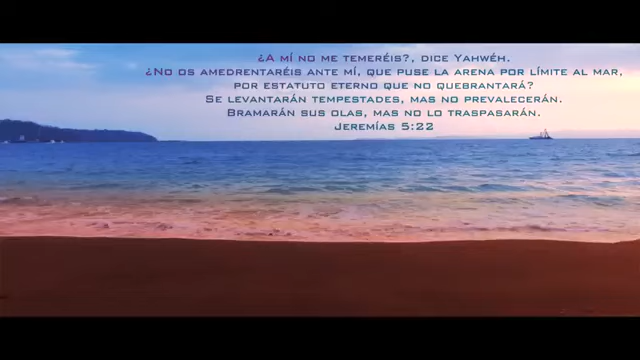 ¿A mí no me temeréis?, dice Yahwéh.
¿No os amedrentaréis ante mí, que puse la arena por límite al mar,
por estatuto eterno que no quebrantará?
Se levantarán tempestades, mas no prevalecerán.
Bramarán sus olas, mas no lo traspasarán.
Jeremías 5:22